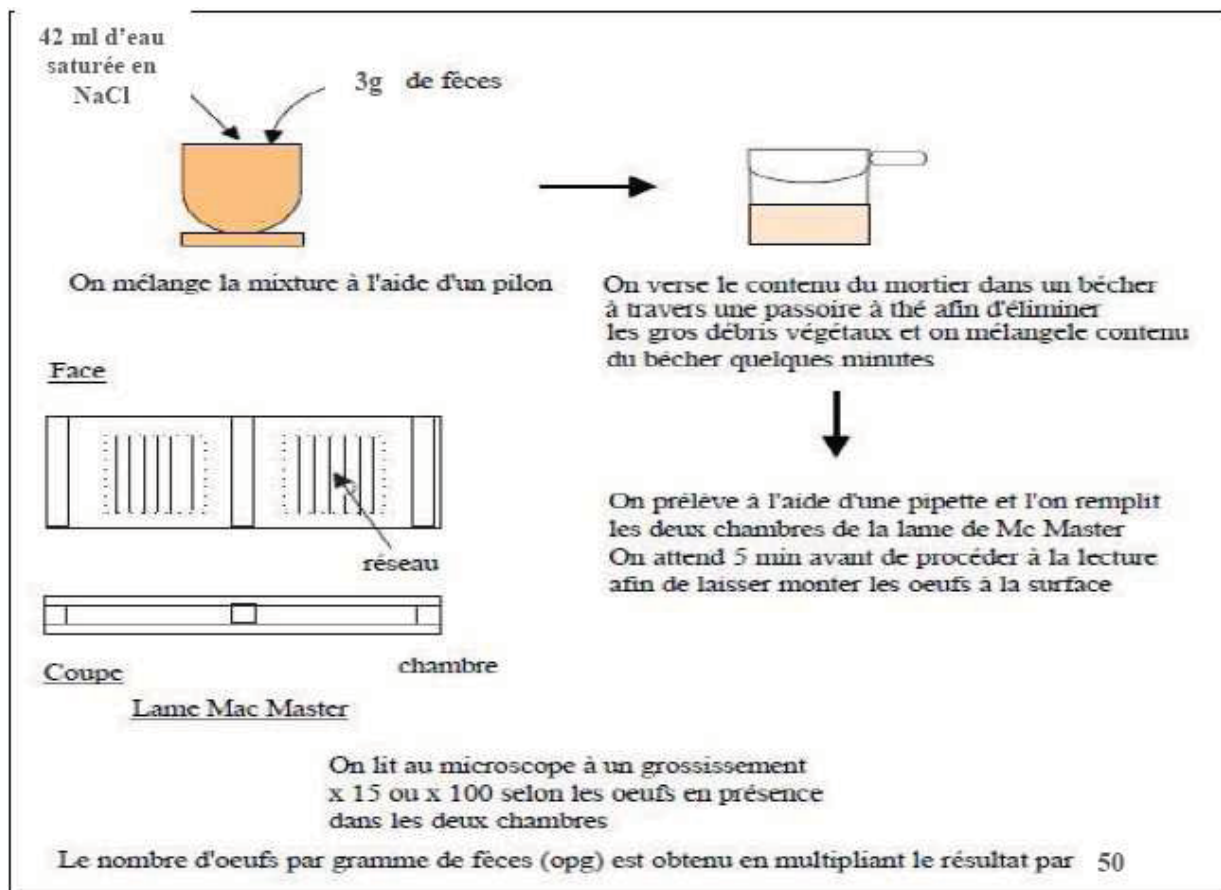 42 ml d'eau
saturée en
NaCl
3g de fèces
On mélange la mixture à l'aide d'un pilon
On verse le contenu du mortier dans un bécher
à travers une passoire à thé afin d'éliminer
les gros débris végétaux et on mélangele contenu
du bécher quelques minutes
Face
réseau
On prélève à l'aide d'une pipette et l'on remplit
les deux chambres de la lame de Mc Master
On attend 5 min avant de procéder à la lecture
afin de laisser monter les oeufs à la surface
Coupe
chambre
Lame Mac Master
On lit au microscope à un grossissement
x 15 ou x 100 selon les oeufs en présence
dans les deux chambres
Le nombre d'oeufs par gramme de fèces (opg) est obtenu en multipliant le résultat par 50